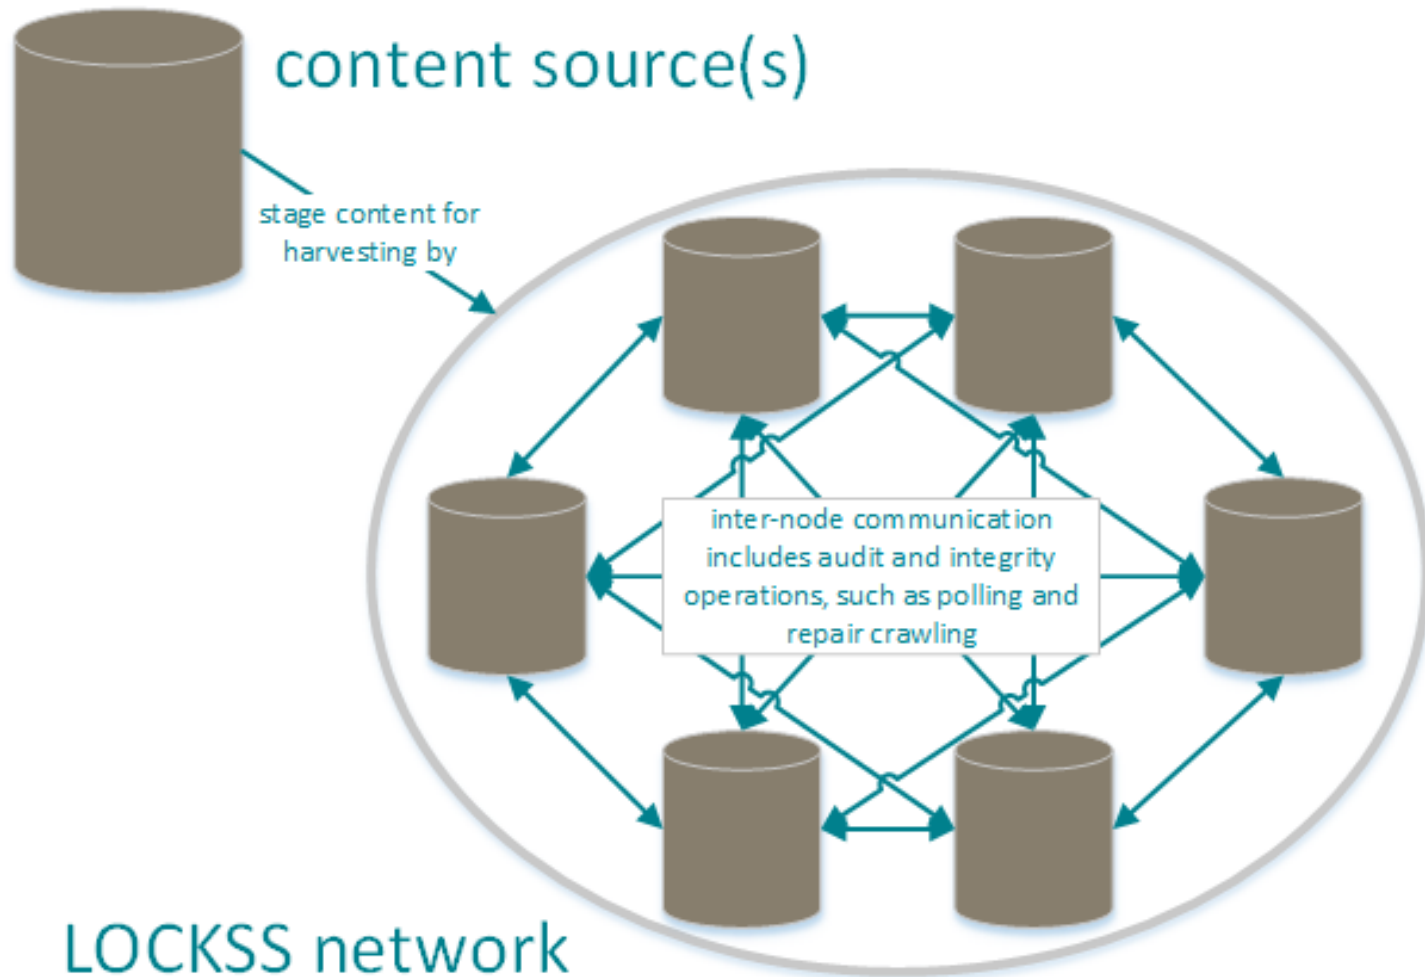 content source(s)
stage content for
harvesting by
inter-node communication
includes audit and integrity
operations, such as polling and
repair crawling
LOCKSS network